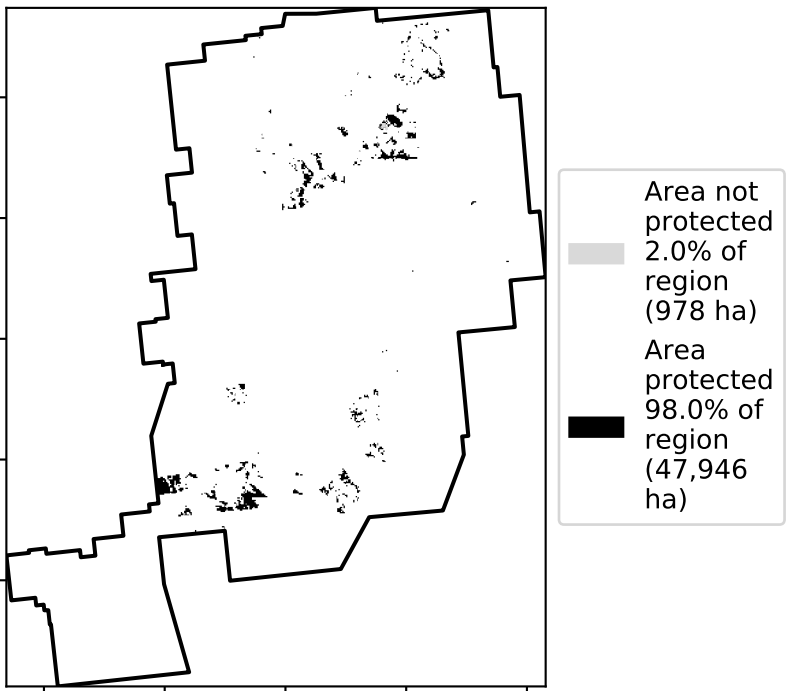 Area not
protected
2.0% of
region
(978 ha)
Area
protected
98.0% of
region
(47,946
ha)